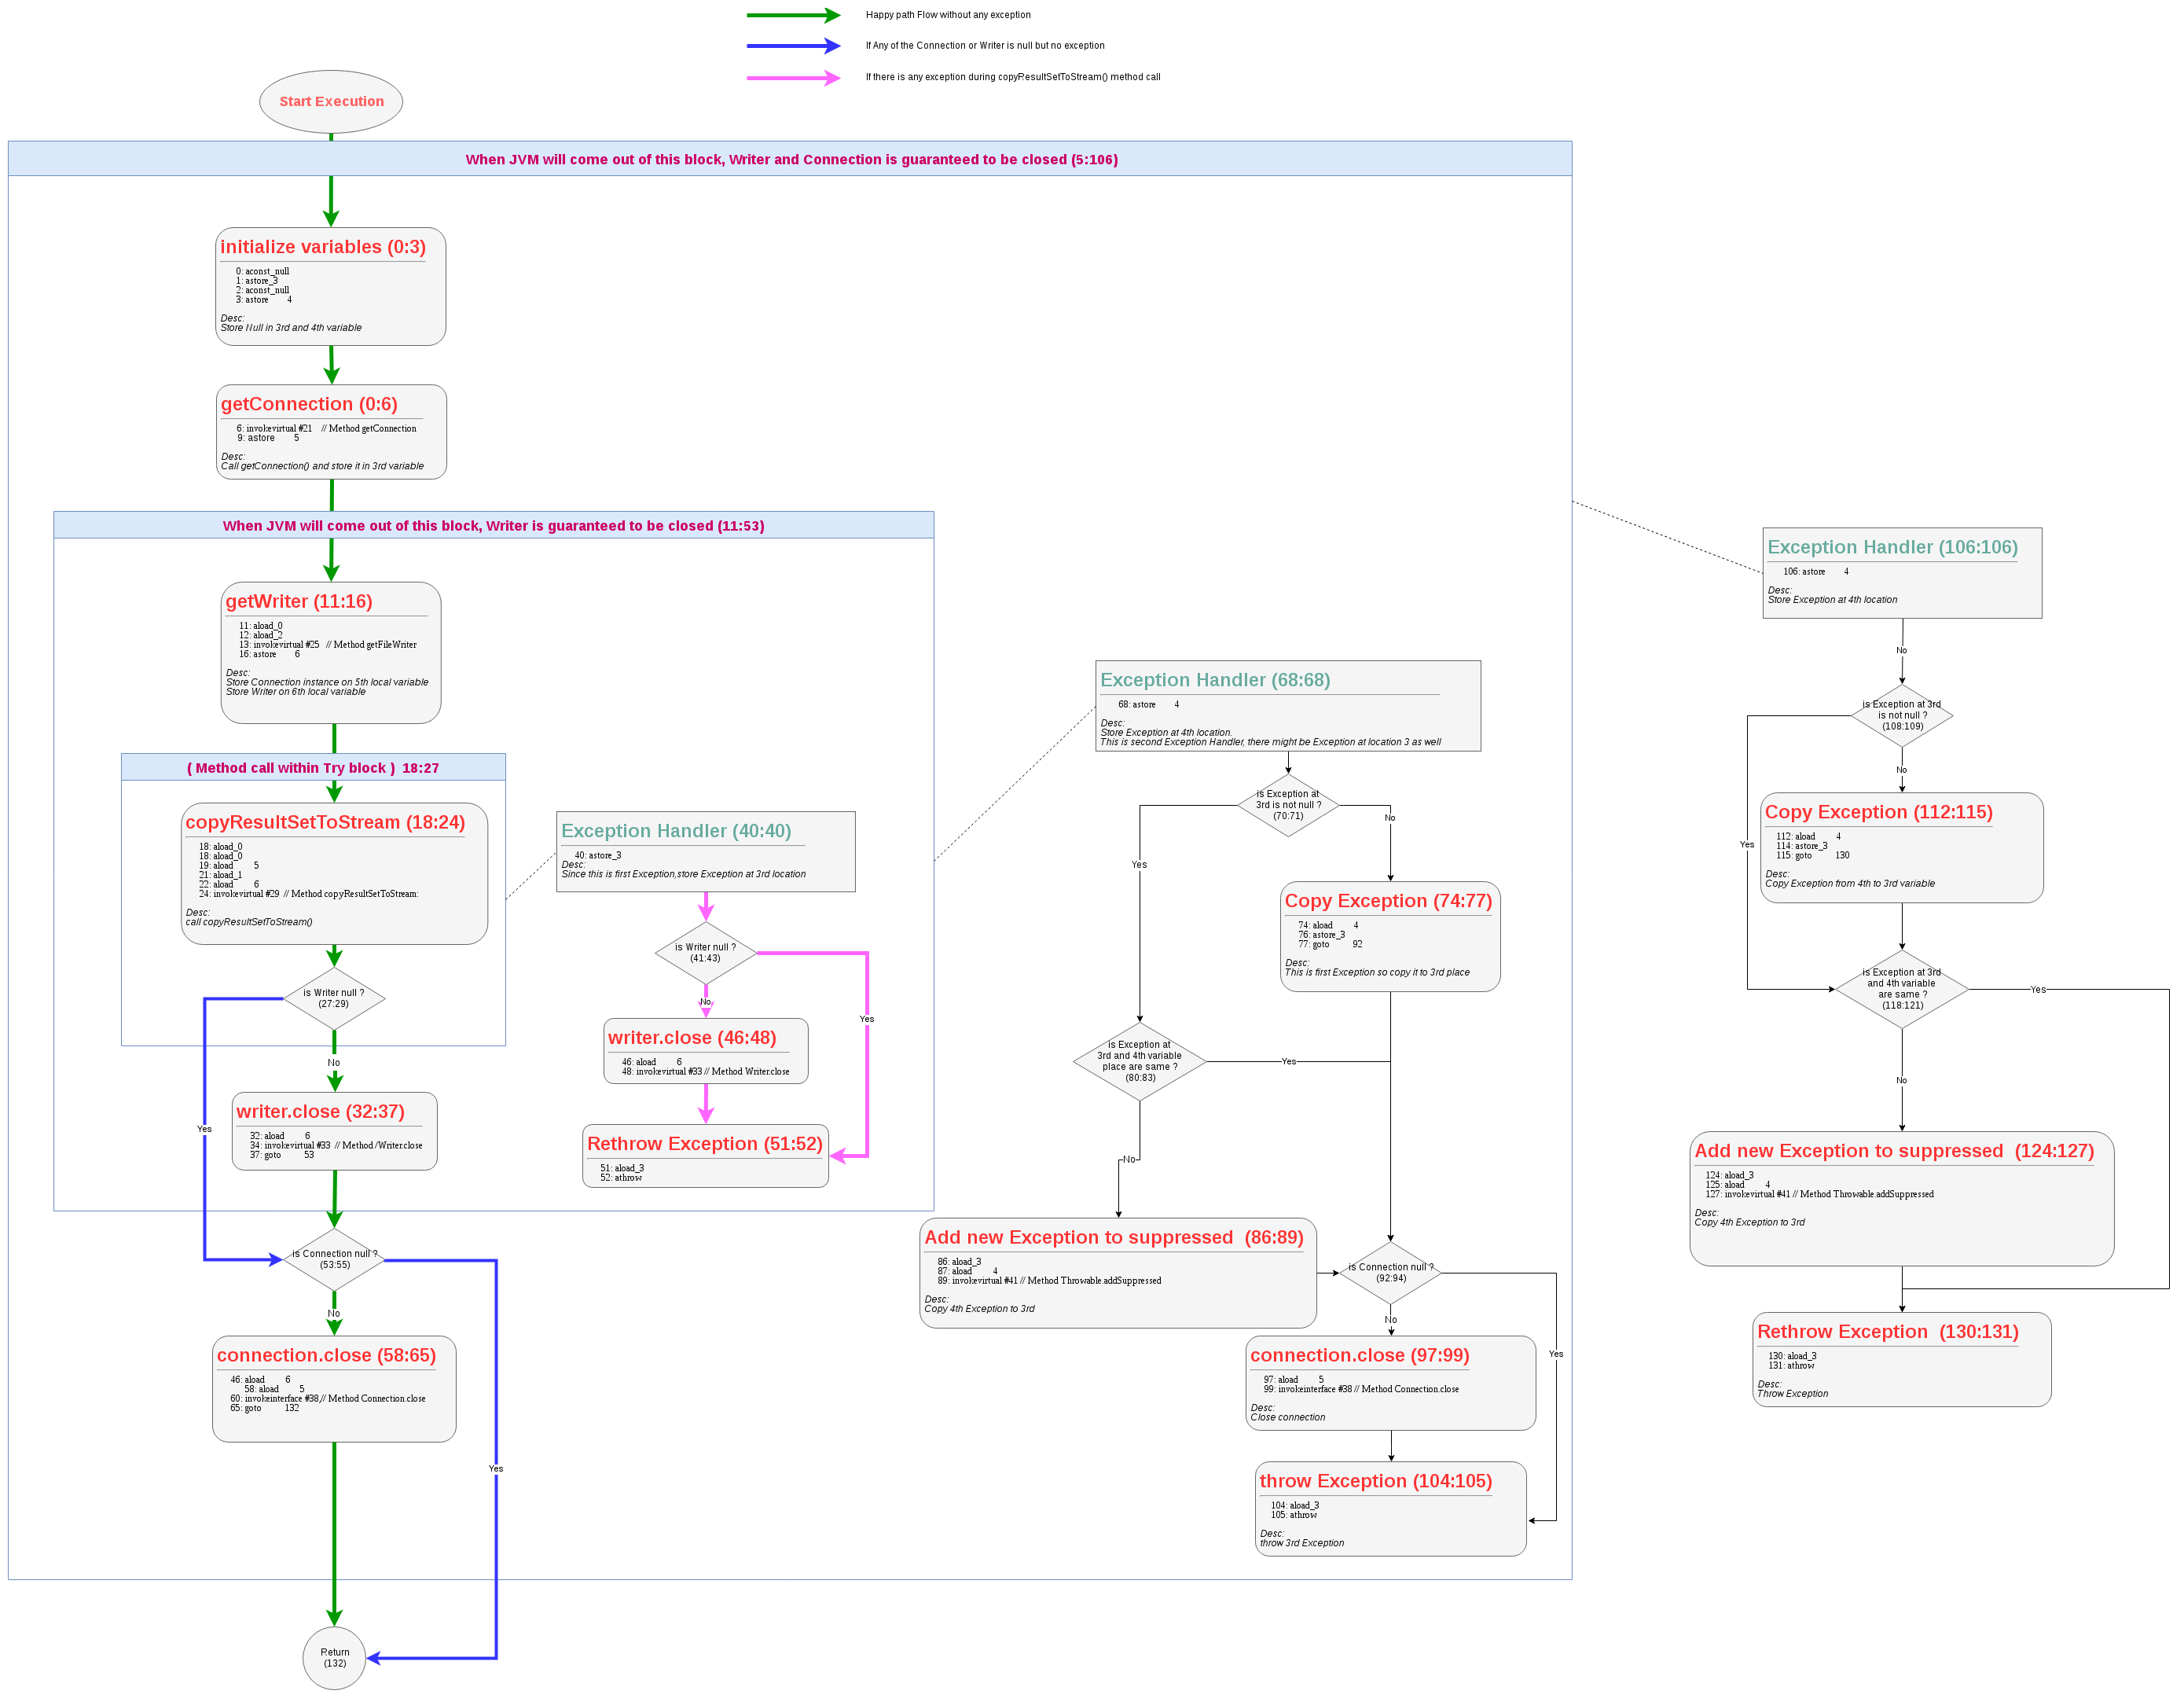 Happy path Flow without any exception
If Any of the Connection or Writer is null but no exception
If there is any exception during copyResultSetToStream() method call
Start Execution
When JVM will come out of this block, Writer and Connection is guaranteed to be closed (5:106)
initialize variables (0:3)
0: aconst_null
1: astore_3
2: aconst_null
3: astore 4
Desc:
Store Null in 3rd and 4th variable
getConnection (0:6)
6: invokevirtual #21 // Method getConnection
9: astore 5
Desc:
Call getConnection() and store it in 3rd variable
When JVM will come out of this block, Writer is guaranteed to be closed (11:53)
getWriter (11:16)
11: aload_0
12: aload_2
13: invokevirtual #25 // Method getFileWriter
16: astore 6
Desc:
Store Connection instance on 5th local variable
Store Writer on 6th local variable
( Method call within Try block ) 18:27
copyResultSetToStream (18:24)
18: aload_0
18: aload_0
19: aload 5
21: aload_1
22: aload 6
24: invokevirtual #29 // Method copyResultSetToStream:
Desc:
call copyResultSetToStream()
is Writer null ?
(27:29)
No
Yes
writer.close (32:37)
32: aload 6
34: invokevirtual #33 // Method/Writer.close
37: goto 53
is Connection null ?
(53:55)
No
Yes
connection.close (58:65)
46: aload 6
58: aload 5
60: invokeinterface #38,// Method Connection.close
65: goto 132
Return
(132)
Exception Handler (40:40)
40: astore_3
Desc:
Since this is first Exception,store Exception at 3rd location
is Writer null ?
(41:43)
No
Yes
writer.close (46:48)
46: aload 6
48: invokevirtual #33 // Method Writer.close
Rethrow Exception (51:52)
51: aload_3
52: athrow
Exception Handler (68:68)
68: astore 4
Desc:
Store Exception at 4th location.
This is second Exception Handler, there might be Exception at location 3 as well
is Exception at
3rd is not null ?
(70:71)
No
Yes
Copy Exception (74:77)
74: aload 4
76: astore_3
77: goto 92
Desc:
This is first Exception so copy it to 3rd place
is Exception at
3rd and 4th variable
place are same ?
(80:83)
Yes
No
Add new Exception to suppressed (86:89)
86: aload_3
87: aload 4
89: invokevirtual #41 // Method Throwable.addSuppressed
Desc:
Copy 4th Exception to 3rd
is Connection null ?
(92:94)
No
Yes
connection.close (97:99)
97: aload 5
99: invokeinterface #38 // Method Connection.close
Desc:
Close connection
throw Exception (104:105)
104: aload_3
105: athrow
Desc:
throw 3rd Exception
Exception Handler (106:106)
106: astore 4
Desc:
Store Exception at 4th location
No
is Exception at 3rd
is not null ?
(108:109)
No
Yes
Copy Exception (112:115)
112: aload 4
114: astore_3
115: goto 130
Desc:
Copy Exception from 4th to 3rd variable
is Exception at 3rd
and 4th variable
are same ?
(118:121)
Yes
No
Add new Exception to suppressed (124:127)
124: aload_3
125: aload 4
127: invokevirtual #41 // Method Throwable.addSuppressed
Desc:
Copy 4th Exception to 3rd
Rethrow Exception (130:131)
130: aload_3
131: athrow
Desc:
Throw Exception